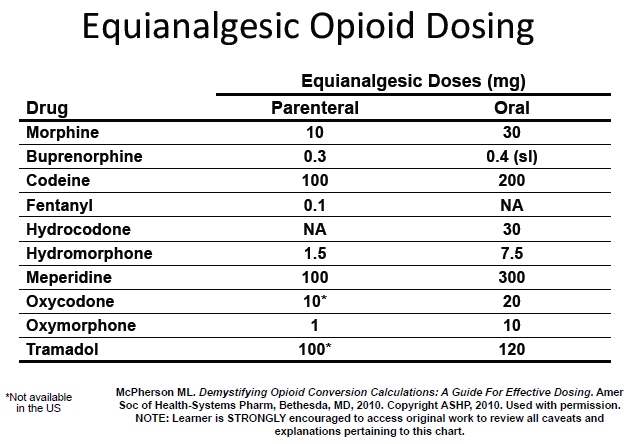 Equianalgesic Opioid Dosing
Equianalgesic Doses (mg)
Drug Parenteral Oral
Morphine 10 30
Buprenorphine 0.3 0.4 (sl)
Codeine 100 200
Fentanyl 0.1 NA
Hydrocodone NA 30
Hydromorphone 1.5 7.5
Meperidine 100 300
Oxycodone 10* 20
Oxymorphone 1 10
Tramadol 100* 120
*Not available
in the US
McPherson ML. Demystifying Opioid Conversion Calculations: A Guide For Effective Dosing. Amer
Soc of Health-Systems Pharm, Bethesda, MD, 2010. Copyright ASHP, 2010. Used with permission.
NOTE: Learner is STRONGLY encouraged to access original work to review all caveats and
explanations pertaining to this chart.